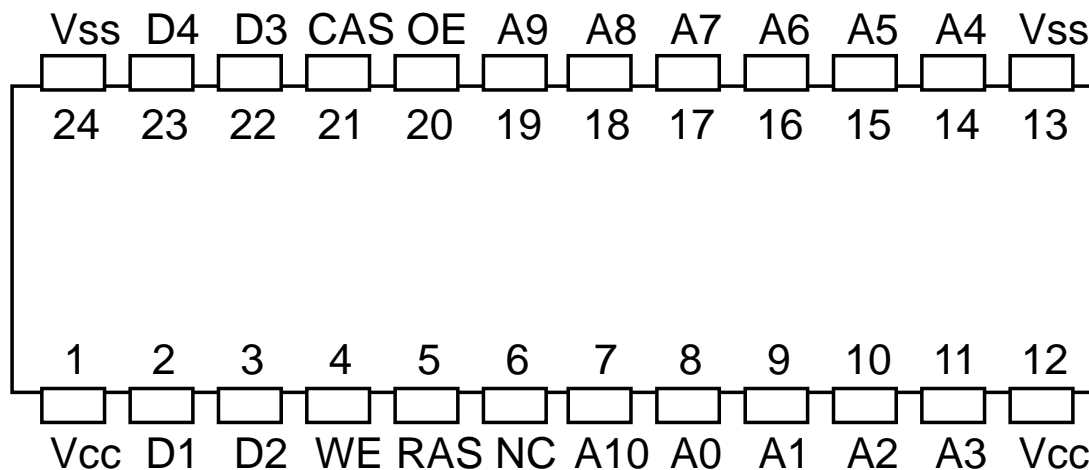 Vss D4 D3 CAS OE A9 A8 A7 A6 A5 A4 Vss
24 23 22 21 20 19 18 17 16 15 14 13
1 2 3 4 5 6 7 8 9 10 11 12
Vcc D1 D2 WE RAS NC A10 A0 A1 A2 A3 Vcc